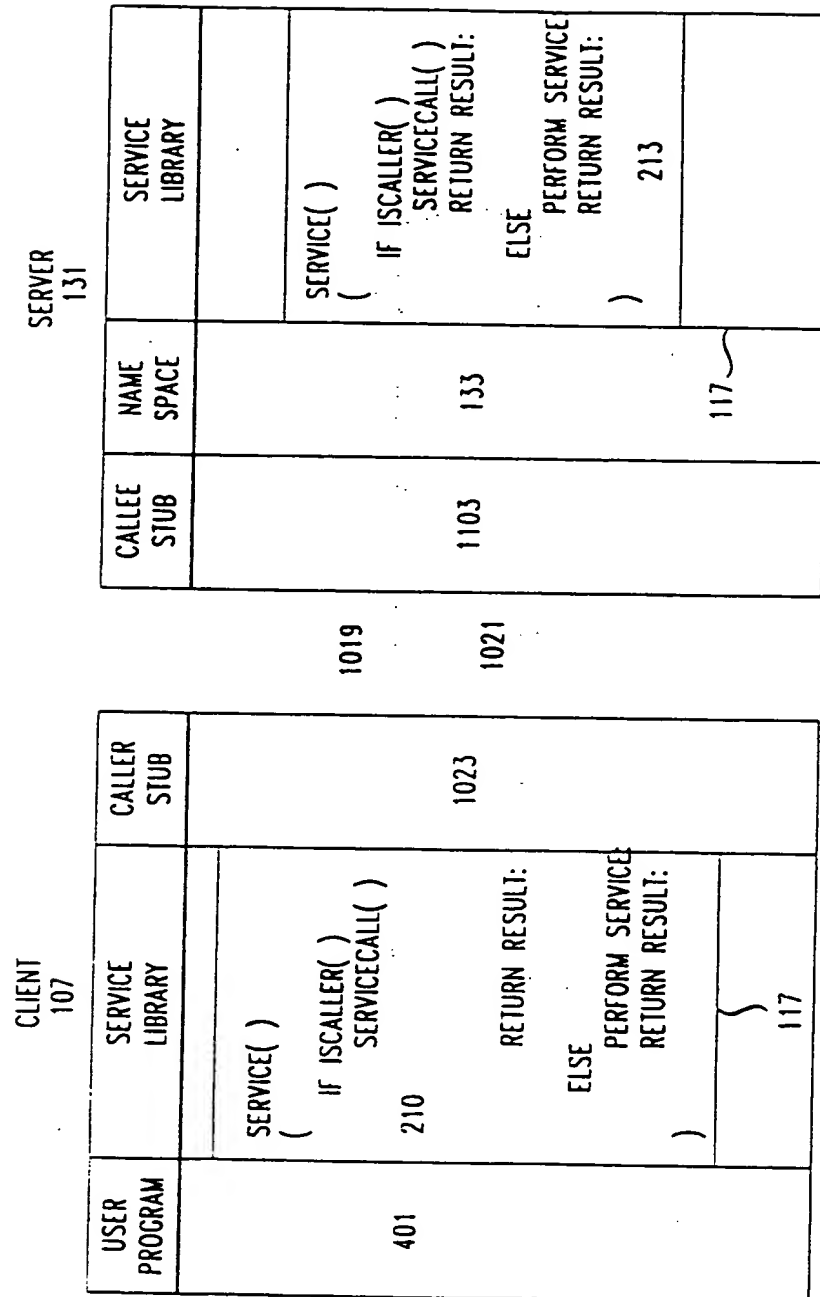 CLIENT
107
USER
PROGRAM
SERVICE
LIBRARY
CALLER
STUB
401
SERVICE( )
(
IF ISCALLER( )
SERVICECALL( )
210
RETURN RESULT:
ELSE
PERFORM SERVICE:
RETURN RESULT:
)
117
1023
1019
1021
SERVER
131
CALLEE
STUB
NAME
SPACE
SERVICE
LIBRARY
1103
133
117
SERVICE( )
(
IF ISCALLER( )
SERVICECALL( )
RETURN RESULT:
ELSE
PERFORM SERVICE:
RETURN RESULT:
)
213